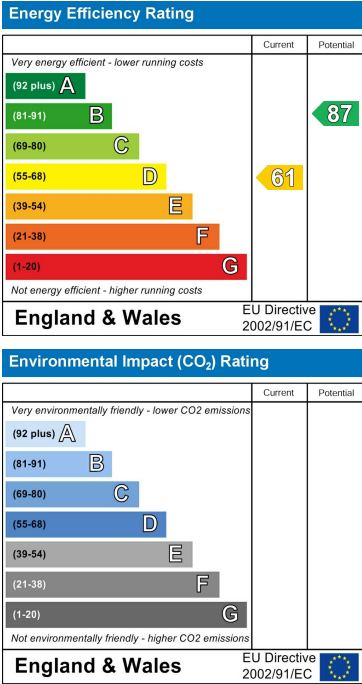 Energy Efficiency Rating
Current Potential
Very energy efficient - lower running costs
(92 plus) A
(81-91) B
87
(69-80) C
(55-68) D
61
(39-54) E
(21-38) F
(1-20) G
Not energy efficient - higher running costs
England & Wales
EU Directive
2002/91/EC
Environmental Impact (CO₂) Rating
Current Potential
Very environmentally friendly - lower CO2 emissions
(92 plus) A
(81-91) B
(69-80) C
(55-68) D
(39-54) E
(21-38) F
(1-20) G
Not environmentally friendly - higher CO2 emissions
England & Wales
EU Directive
2002/91/EC